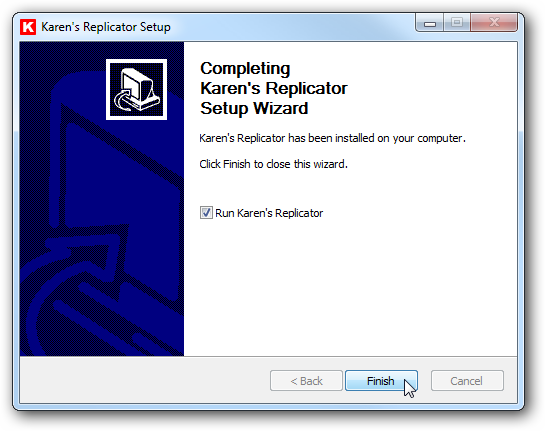 K Karen's Replicator Setup
Completing
Karen's Replicator
Setup Wizard
Karen's Replicator has been installed on your computer.
Click Finish to close this wizard.
Run Karen's Replicator
< Back Finish Cancel